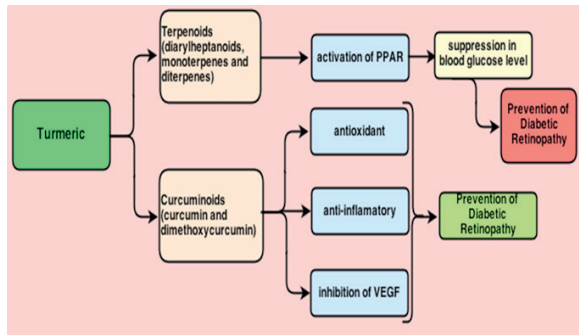 Turmeric
Terpenoids
(diarylheptanoids,
monoterpenes and
diterpenes)
activation of PPAR
suppression in
blood glucose level
Prevention of
Diabetic
Retinopathy
Curcuminoids
(curcumin and
dimethoxycurcumin)
antioxidant
anti-inflamatory
inhibition of VEGF
Prevention of
Diabetic
Retinopathy